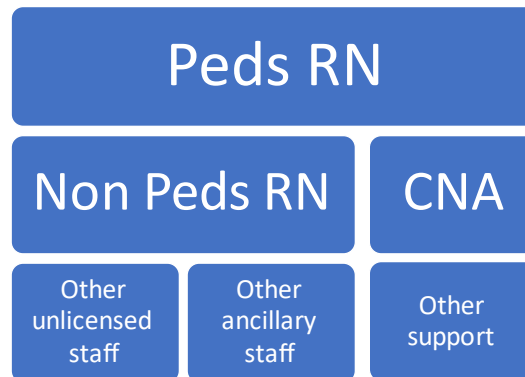 Peds RN
Non Peds RN
CNA
Other
unlicensed
staff
Other
ancillary
staff
Other
support